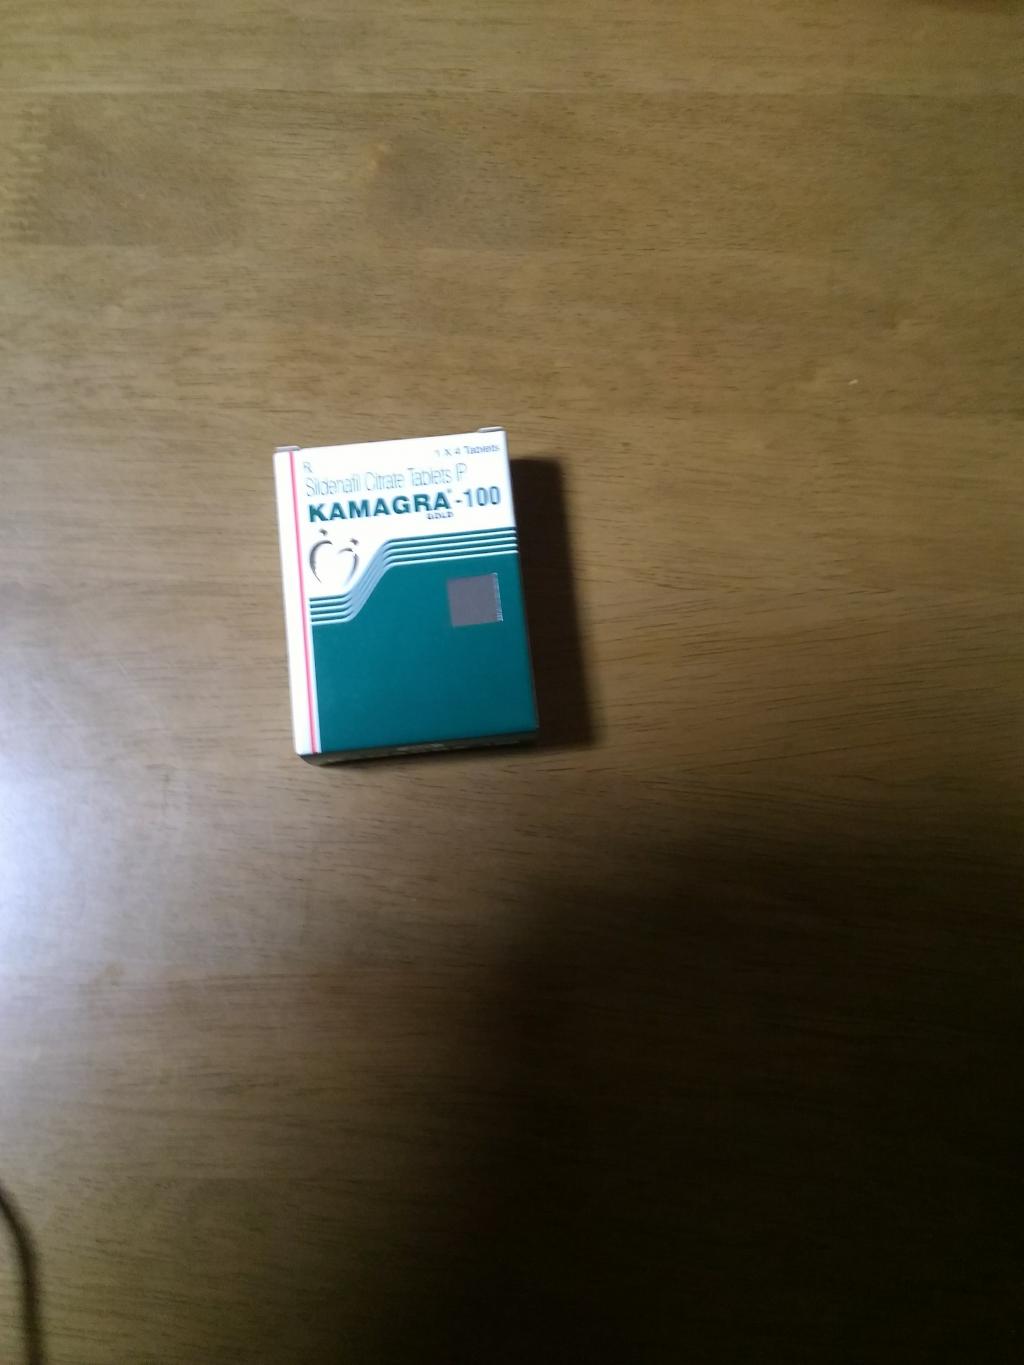 ℞ 1 X 4 Tablets
Sildenafil Citrate Tablets IP
KAMAGRA®-100
GOLD